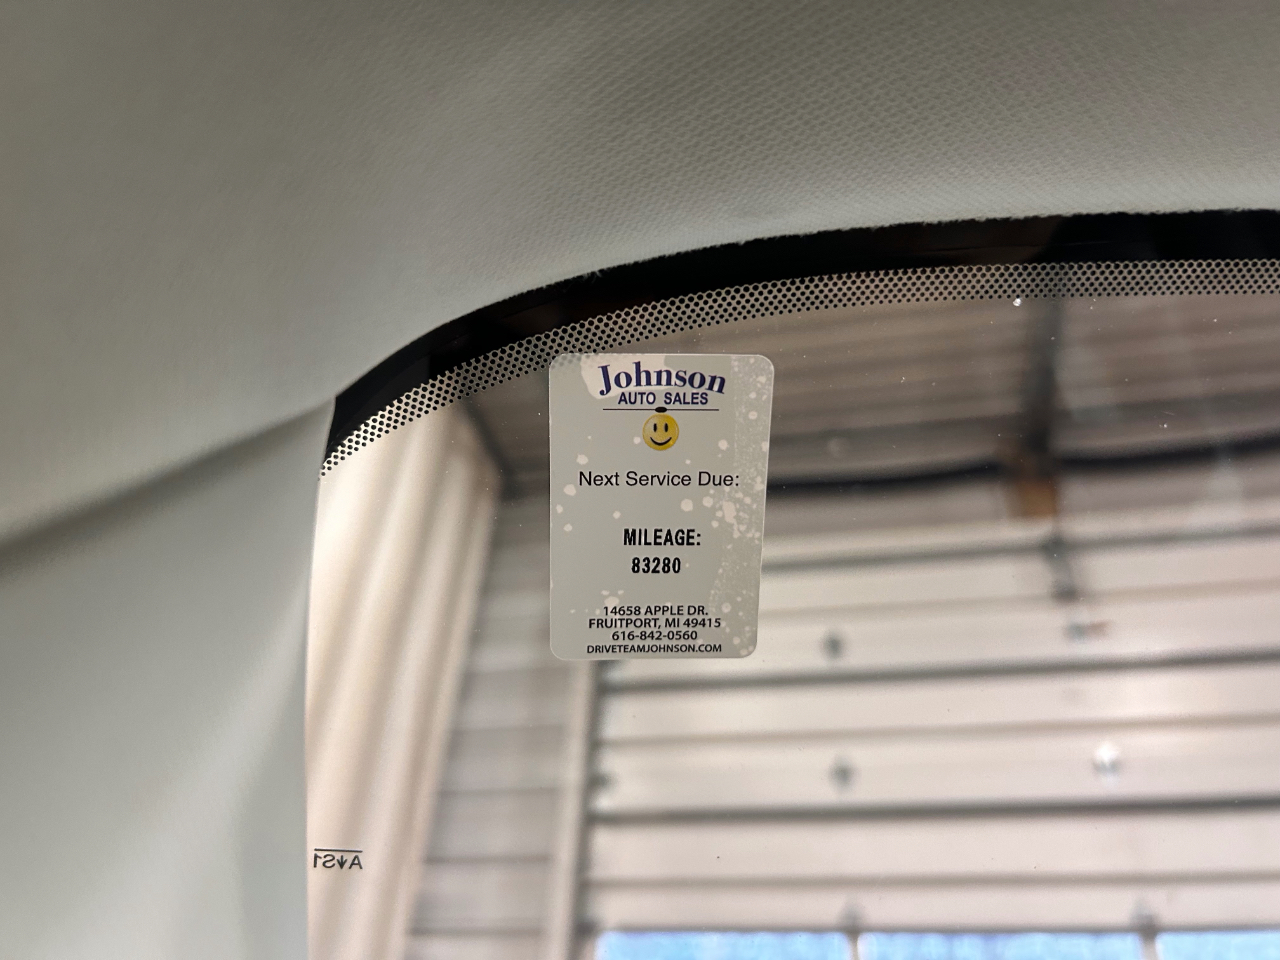 Johnson
AUTO SALES
Next Service Due:
MILEAGE:
83280
14658 APPLE DR.
FRUITPORT, MI 49415
616-842-0560
DRIVETEAMJOHNSON.COM
AS1